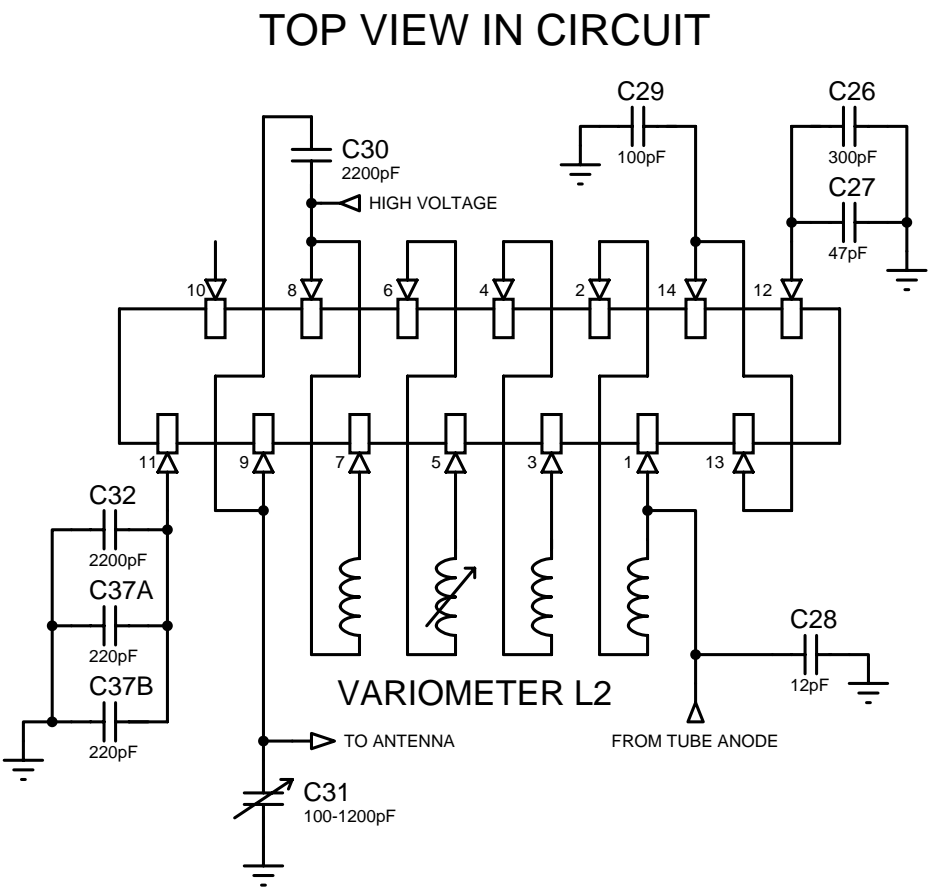 TOP VIEW IN CIRCUIT
C29
100pF
C26
300pF
C27
47pF
C30
2200pF
HIGH VOLTAGE
10
8
6
4
2
14
12
11
9
7
5
3
1
13
C32
2200pF
C37A
220pF
C37B
220pF
C28
12pF
VARIOMETER L2
TO ANTENNA
FROM TUBE ANODE
C31
100-1200pF